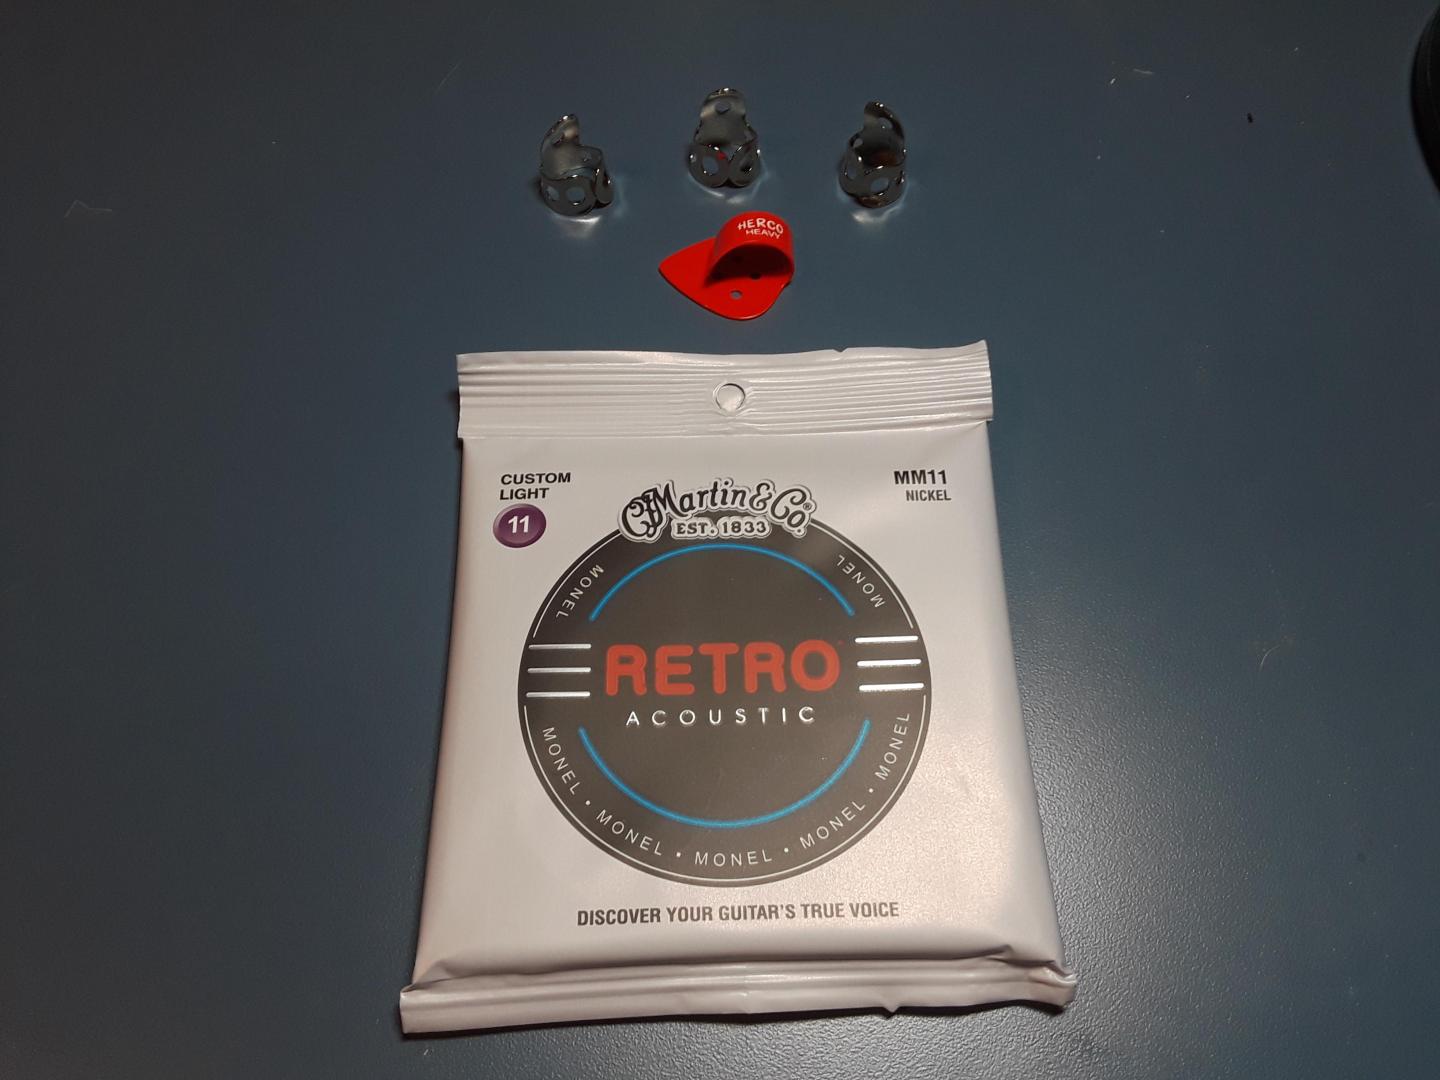 HERCO
HEAVY
CUSTOM
LIGHT
11
MM11
NICKEL
CFMartin & Co.®
EST. 1833
MONEL
MONEL
RETRO
ACOUSTIC
MONEL • MONEL • MONEL • MONEL • MONEL
DISCOVER YOUR GUITAR'S TRUE VOICE